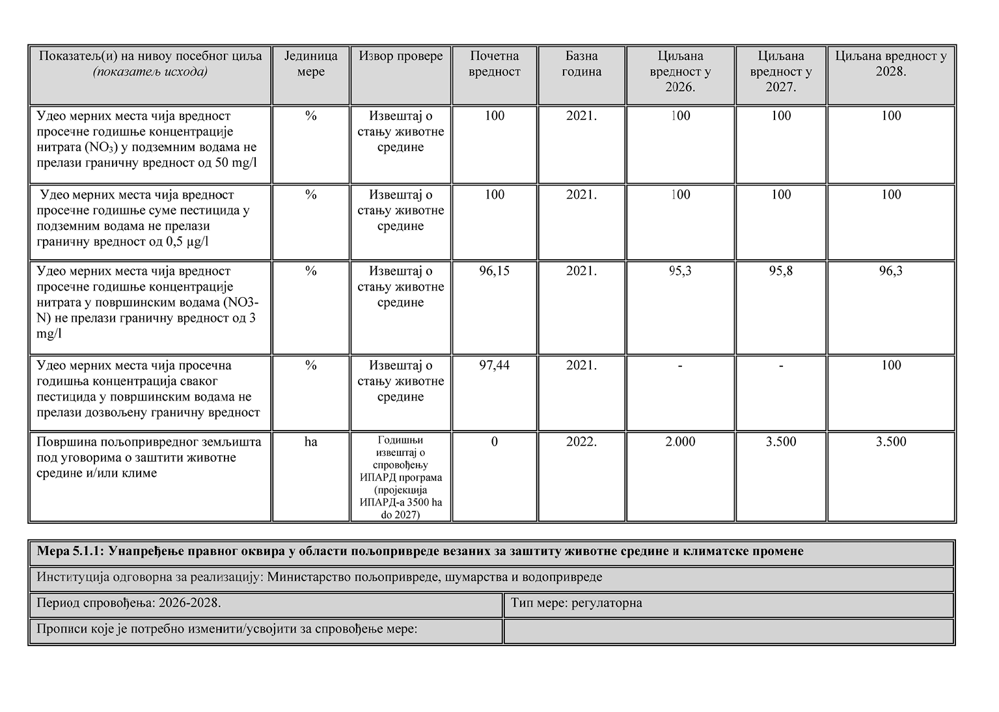 Показатељ(и) на нивоу посебног циља
(показатељ исхода)
Јединица
мере
Извор провере
Почетна
вредност
Базна
година
Циљана
вредност у
2026.
Циљана
вредност у
2027.
Циљана вредност у
2028.
Удео мерних места чија вредност
просечне годишње концентрације
нитрата (NO₃) у подземним водама не
прелази граничну вредност од 50 mg/l
%
Извештај о
стању животне
средине
100
2021.
100
100
100
Удео мерних места чија вредност
просечне годишње суме пестицида у
подземним водама не прелази
граничну вредност од 0,5 µg/l
%
Извештај о
стању животне
средине
100
2021.
100
100
100
Удео мерних места чија вредност
просечне годишње концентрације
нитрата у површинским водама (NO3-
N) не прелази граничну вредност од 3
mg/l
%
Извештај о
стању животне
средине
96,15
2021.
95,3
95,8
96,3
Удео мерних места чија просечна
годишња концентрација сваког
пестицида у површинским водама не
прелази дозвољену граничну вредност
%
Извештај о
стању животне
средине
97,44
2021.
-
-
100
Површина пољопривредног земљишта
под уговорима о заштити животне
средине и/или климе
ha
Годишњи
извештај о
спровођењу
ИПАРД програма
(пројекција
ИПАРД-а 3500 ha
do 2027)
0
2022.
2.000
3.500
3.500
Мера 5.1.1: Унапређење правног оквира у области пољопривреде везаних за заштиту животне средине и климатске промене
Институција одговорна за реализацију: Министарство пољопривреде, шумарства и водопривреде
Период спровођења: 2026-2028.
Тип мере: регулаторна
Прописи које је потребно изменити/усвојити за спровођење мере: